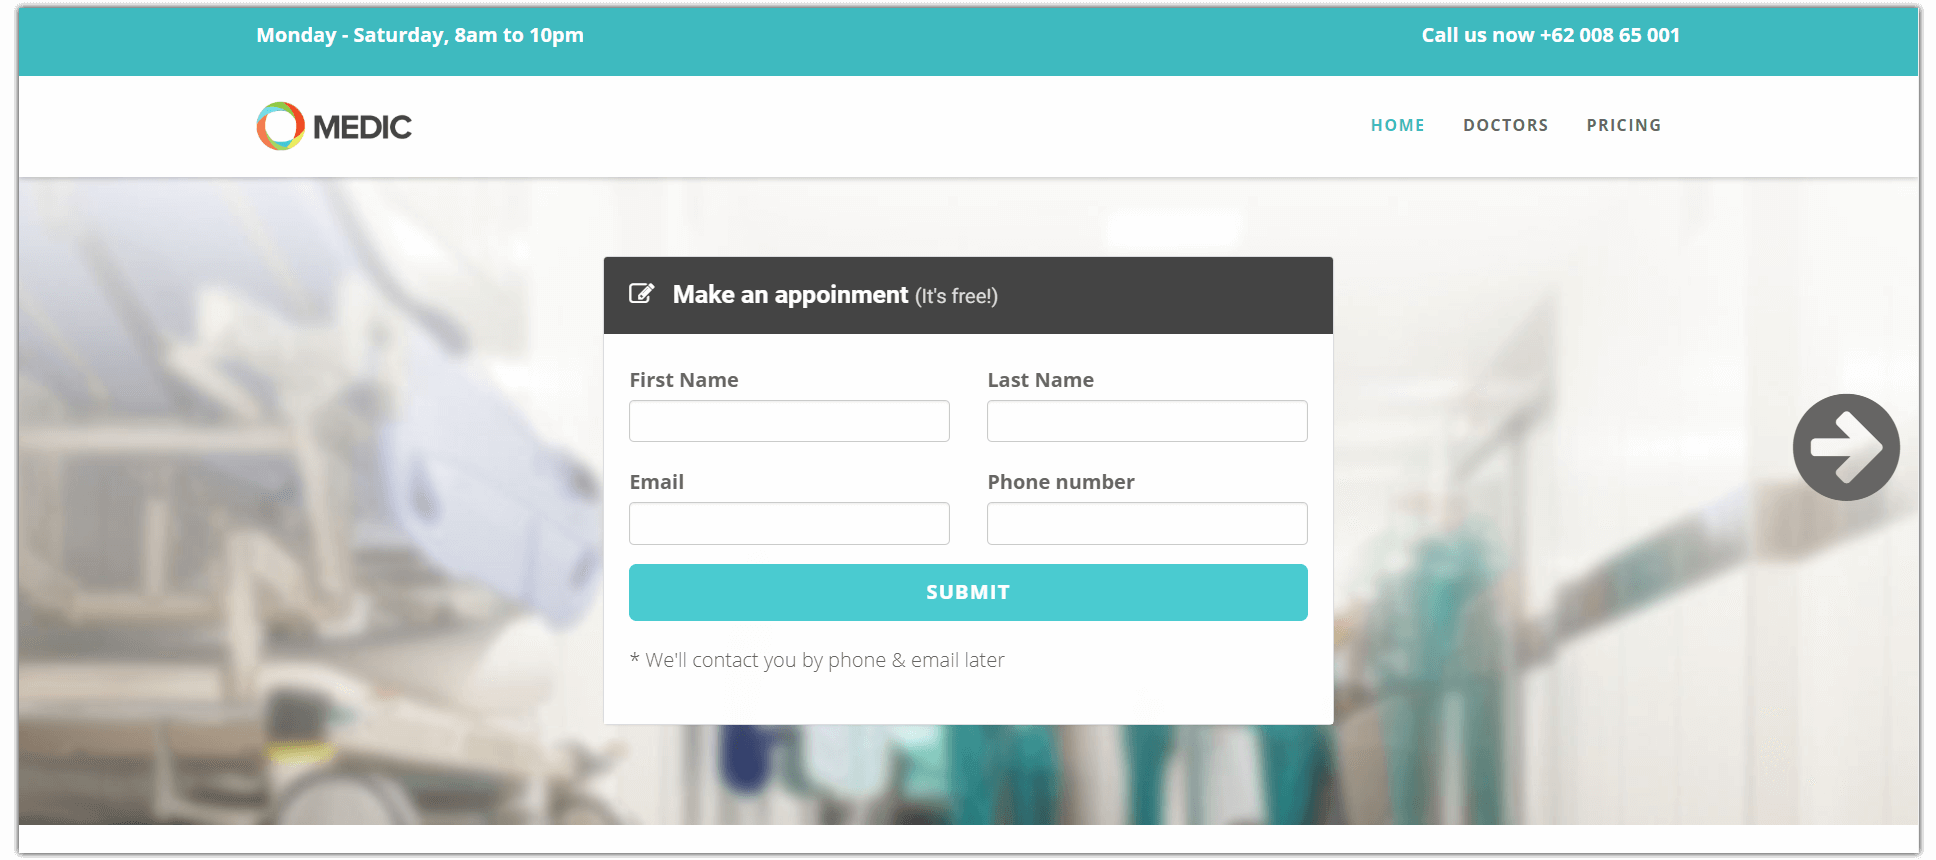 Monday - Saturday, 8am to 10pm
Call us now +62 008 65 001
MEDIC
HOME
DOCTORS
PRICING
Make an appoinment (It's free!)
First Name
Last Name
Email
Phone number
SUBMIT
* We'll contact you by phone & email later